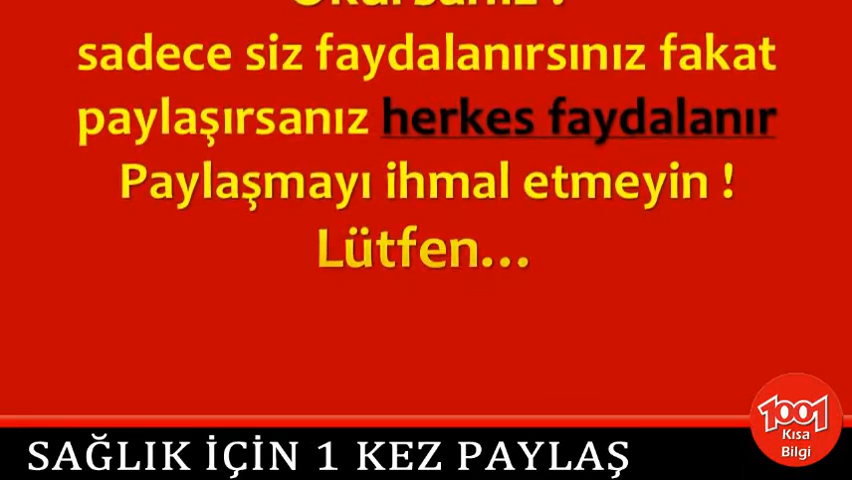 Okursanız !
sadece siz faydalanırsınız fakat
paylaşırsanız herkes faydalanır
Paylaşmayı ihmal etmeyin !
Lütfen...
SAĞLIK İÇİN 1 KEZ PAYLAŞ
1001
Kısa
Bilgi